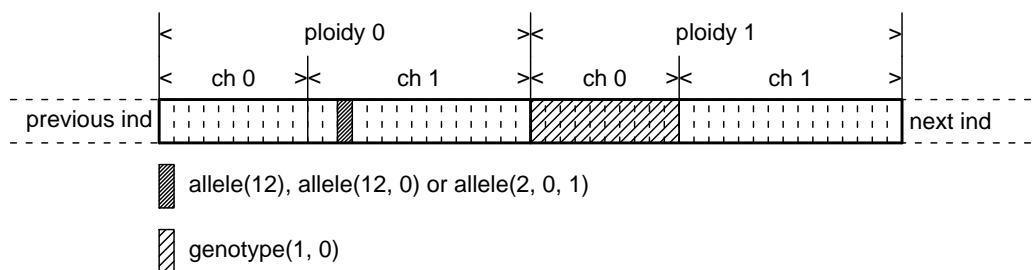 ploidy 0 ploidy 1
ch 0 ch 1 ch 0 ch 1
previous ind next ind
allele(12), allele(12, 0) or allele(2, 0, 1)
genotype(1, 0)